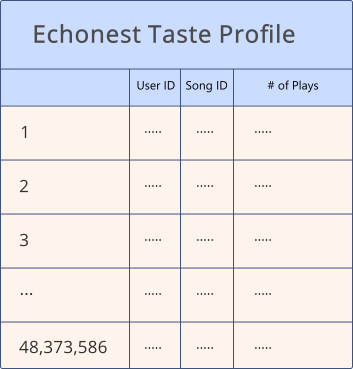 Echonest Taste Profile
User ID Song ID # of Plays
1 ..... ..... .....
2 ..... ..... .....
3 ..... ..... .....
... ..... ..... .....
48,373,586 ..... ..... .....